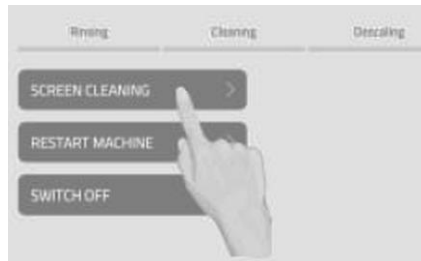 Rinsing Cleaning Descaling
SCREEN CLEANING
RESTART MACHINE
SWITCH OFF